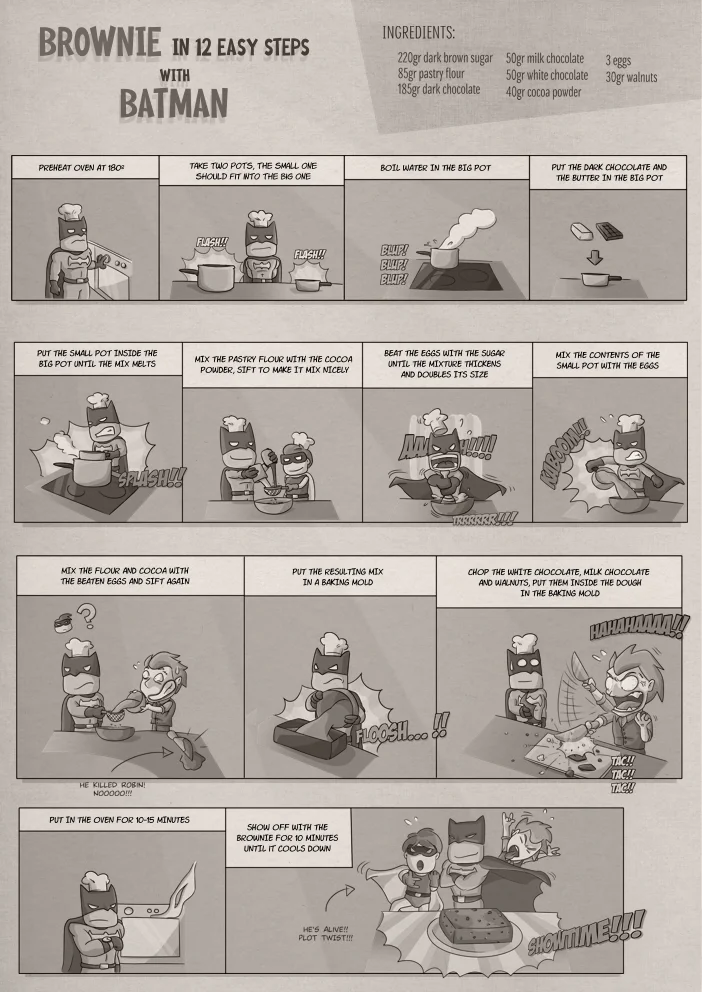 BROWNIE IN 12 EASY STEPS
WITH
BATMAN
INGREDIENTS:
220gr dark brown sugar
85gr pastry flour
185gr dark chocolate
50gr milk chocolate
50gr white chocolate
40gr cocoa powder
3 eggs
30gr walnuts
PREHEAT OVEN AT 180º
TAKE TWO POTS, THE SMALL ONE
SHOULD FIT INTO THE BIG ONE
FLASH!!
FLASH!!
BOIL WATER IN THE BIG POT
BLUP!
BLUP!
BLUP!
PUT THE DARK CHOCOLATE AND
THE BUTTER IN THE BIG POT
PUT THE SMALL POT INSIDE THE
BIG POT UNTIL THE MIX MELTS
SPLASH!!
MIX THE PASTRY FLOUR WITH THE COCOA
POWDER, SIFT TO MAKE IT MIX NICELY
BEAT THE EGGS WITH THE SUGAR
UNTIL THE MIXTURE THICKENS
AND DOUBLES ITS SIZE
TRRRRRR!!!
MIX THE CONTENTS OF THE
SMALL POT WITH THE EGGS
KABOOOM!!
MIX THE FLOUR AND COCOA WITH
THE BEATEN EGGS AND SIFT AGAIN
?
HE KILLED ROBIN!
NOOOOO!!!
PUT THE RESULTING MIX
IN A BAKING MOLD
FLOOSH... !!
CHOP THE WHITE CHOCOLATE, MILK CHOCOLATE
AND WALNUTS, PUT THEM INSIDE THE DOUGH
IN THE BAKING MOLD
HAHAHAAAA!!
TAC!!
TAC!!
TAC!!
PUT IN THE OVEN FOR 10-15 MINUTES
SHOW OFF WITH THE
BROWNIE FOR 10 MINUTES
UNTIL IT COOLS DOWN
HE'S ALIVE!!
PLOT TWIST!!!
SHOWTIME!!!